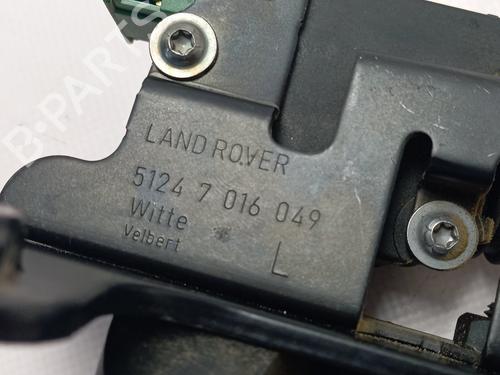 B-PARTS
LAND ROVER
5124 7 016 049
Witte
Velbert
L